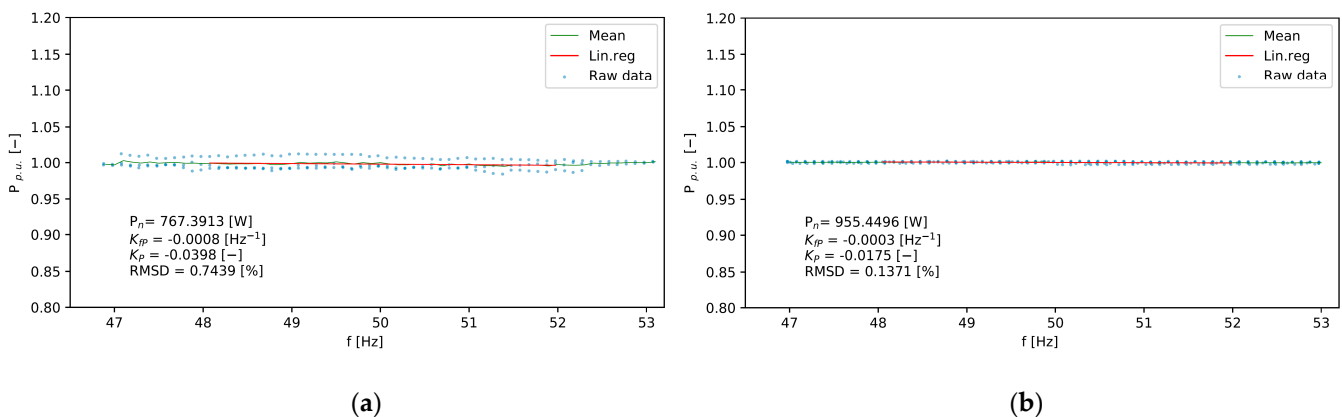 1.20
1.15
1.10
1.05
1.00
0.95
0.90
0.85
0.80
P p.u. [−]
Mean
Lin.reg
Raw data
Pn= 767.3913 [W]
KfP = -0.0008 [Hz−1]
KP = -0.0398 [−]
RMSD = 0.7439 [%]
47 48 49 50 51 52 53
f [Hz]
(a)
1.20
1.15
1.10
1.05
1.00
0.95
0.90
0.85
0.80
P p.u. [−]
Mean
Lin.reg
Raw data
Pn= 955.4496 [W]
KfP = -0.0003 [Hz−1]
KP = -0.0175 [−]
RMSD = 0.1371 [%]
47 48 49 50 51 52 53
f [Hz]
(b)